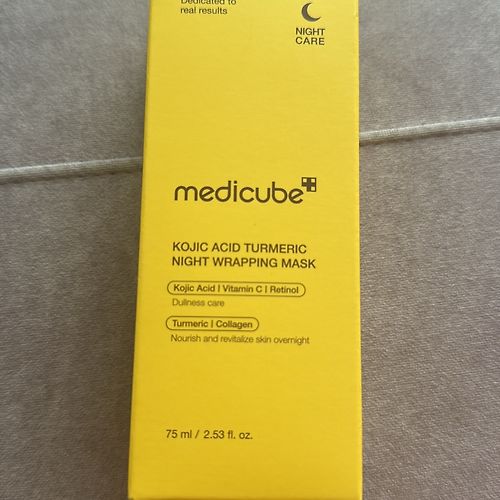 Dedicated to
real results
NIGHT
CARE
medicube
KOJIC ACID TURMERIC
NIGHT WRAPPING MASK
Kojic Acid | Vitamin C | Retinol
Dullness care
Turmeric | Collagen
Nourish and revitalize skin overnight
75 ml / 2.53 fl. oz.